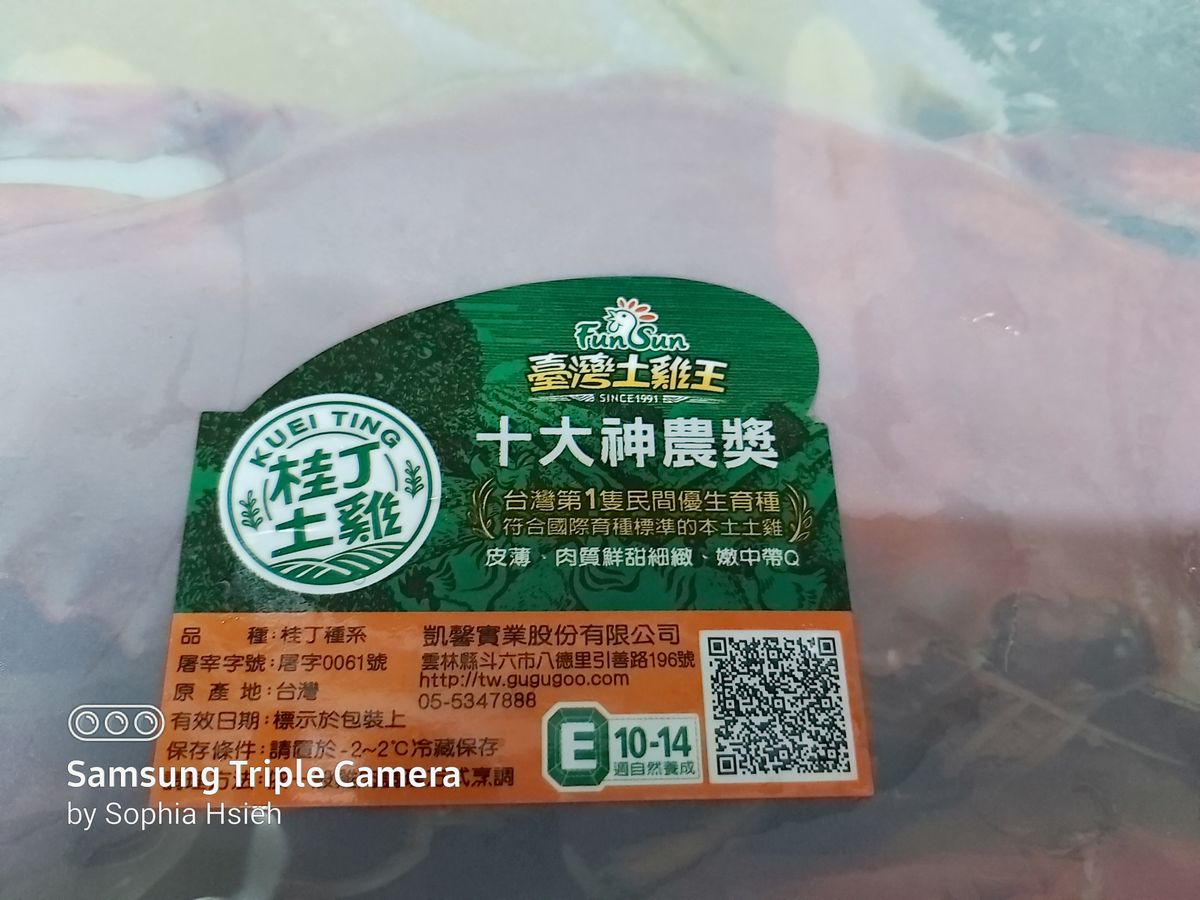 FunSun
臺灣土雞王
SINCE1991
KUEI TING
桂丁
土雞
十大神農獎
台灣第1隻民間優生育種
符合國際育種標準的本土土雞
皮薄、肉質鮮甜細緻、嫩中帶Q
品 種:桂丁種系
屠宰字號:屠字0061號
原 產 地:台灣
有效日期:標示於包裝上
保存條件:請置於-2~2℃冷藏保存
式烹調
凱馨實業股份有限公司
雲林縣斗六市八德里引善路196號
http://tw.gugugoo.com
05-5347888
E
10-14
週自然養成
Samsung Triple Camera
by Sophia Hsieh